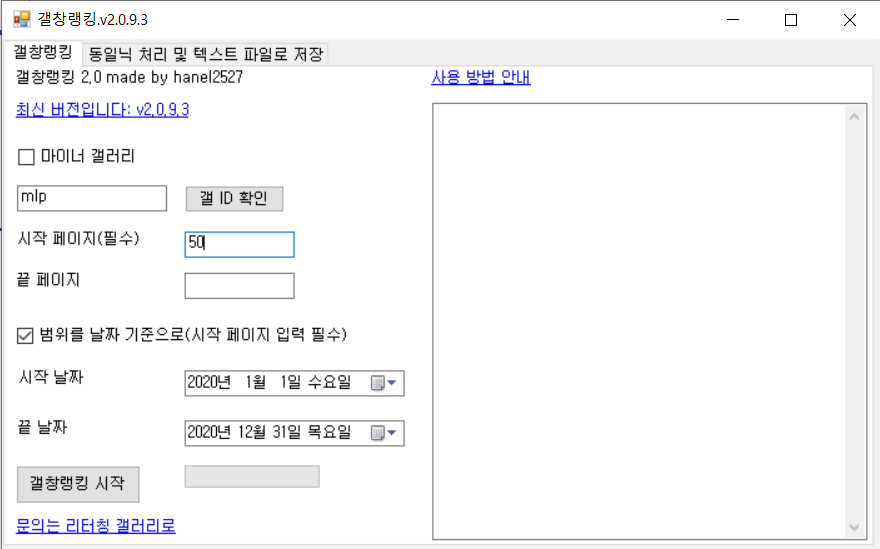 갤창랭킹.v2.0.9.3
갤창랭킹 동일닉 처리 및 텍스트 파일로 저장
갤창랭킹 2.0 made by hanel2527 사용 방법 안내
최신 버전입니다: v2.0.9.3
마이너 갤러리
mlp 갤 ID 확인
시작 페이지(필수) 50
끝 페이지
범위를 날짜 기준으로(시작 페이지 입력 필수)
시작 날짜 2020년 1월 1일 수요일
끝 날짜 2020년 12월 31일 목요일
갤창랭킹 시작
문의는 리터칭 갤러리로